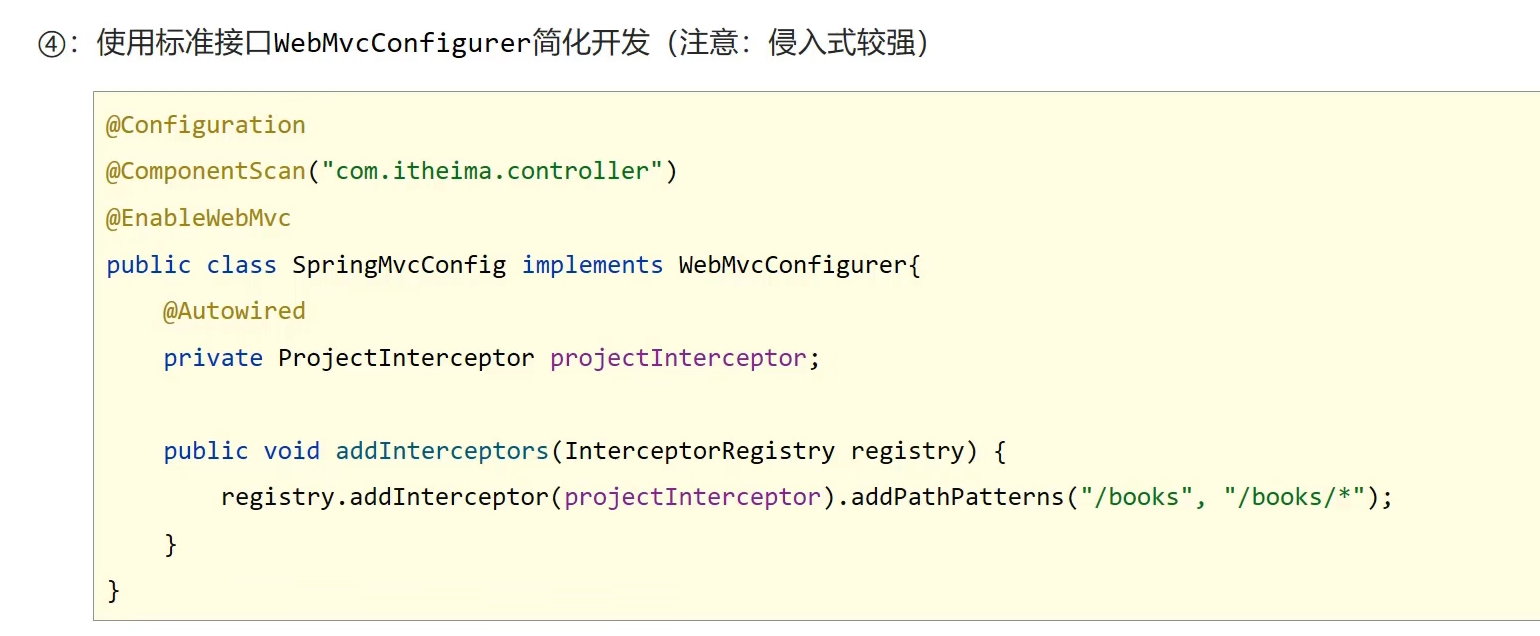 ④：使用标准接口WebMvcConfigurer简化开发（注意：侵入式较强）
@Configuration
@ComponentScan("com.itheima.controller")
@EnableWebMvc
public class SpringMvcConfig implements WebMvcConfigurer{
    @Autowired
    private ProjectInterceptor projectInterceptor;

    public void addInterceptors(InterceptorRegistry registry) {
        registry.addInterceptor(projectInterceptor).addPathPatterns("/books", "/books/*");
    }
}